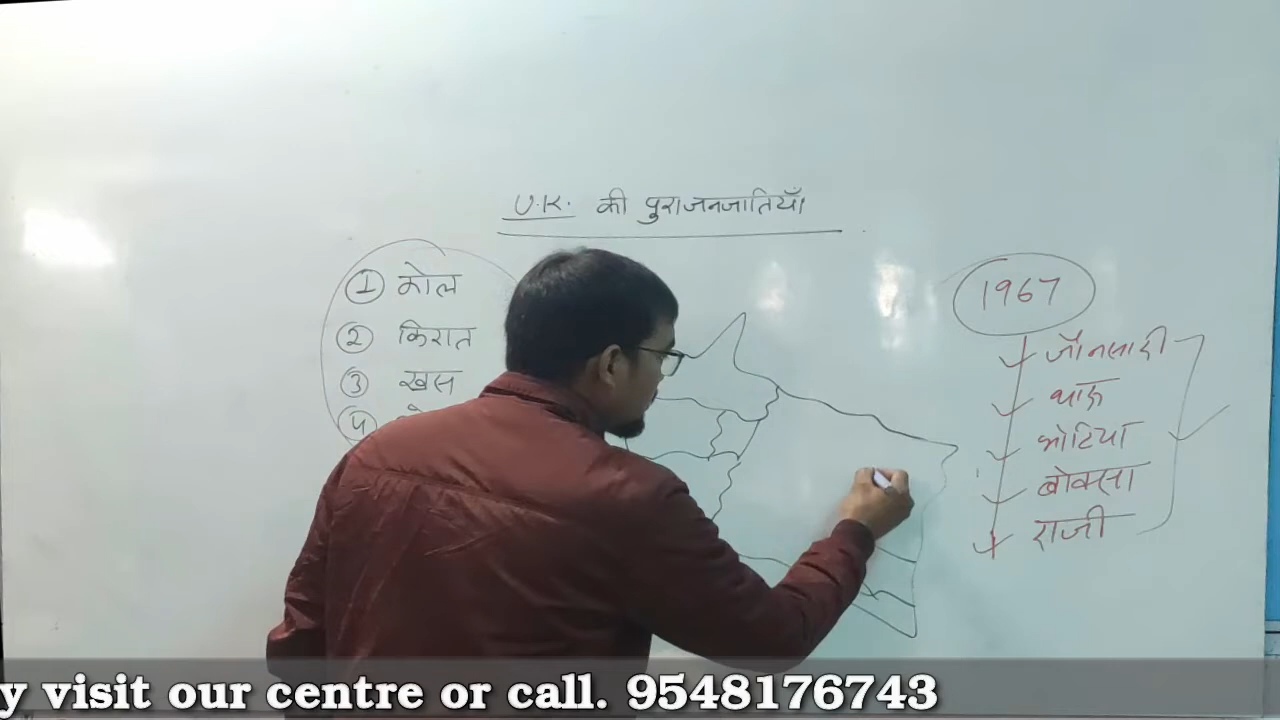 U.K. की पुराजनजातियाँ
1 कोल
2 किरात
3 खस
4
1967
जौनसारी
थारू
भोटिया
बोक्सा
राजी
y visit our centre or call. 9548176743